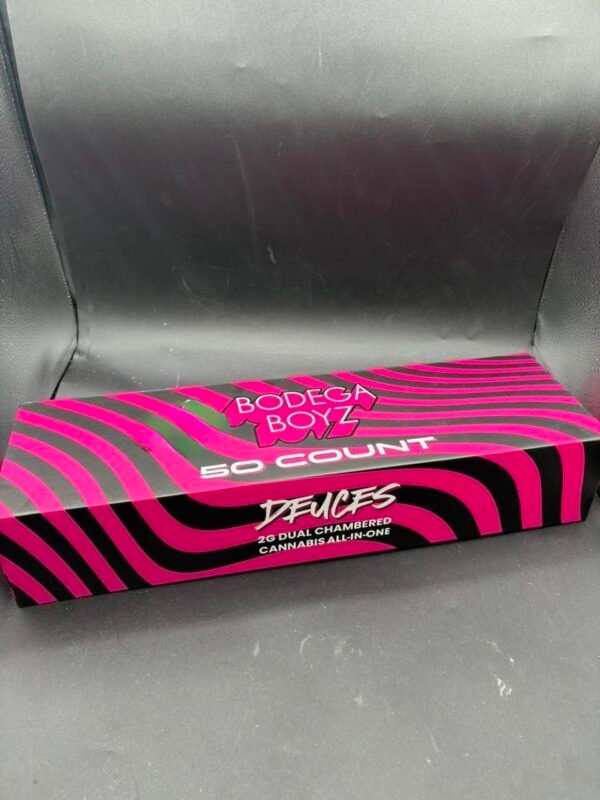 BODEGA
BOYZ
50 COUNT
DEUCES
2G DUAL CHAMBERED
CANNABIS ALL-IN-ONE